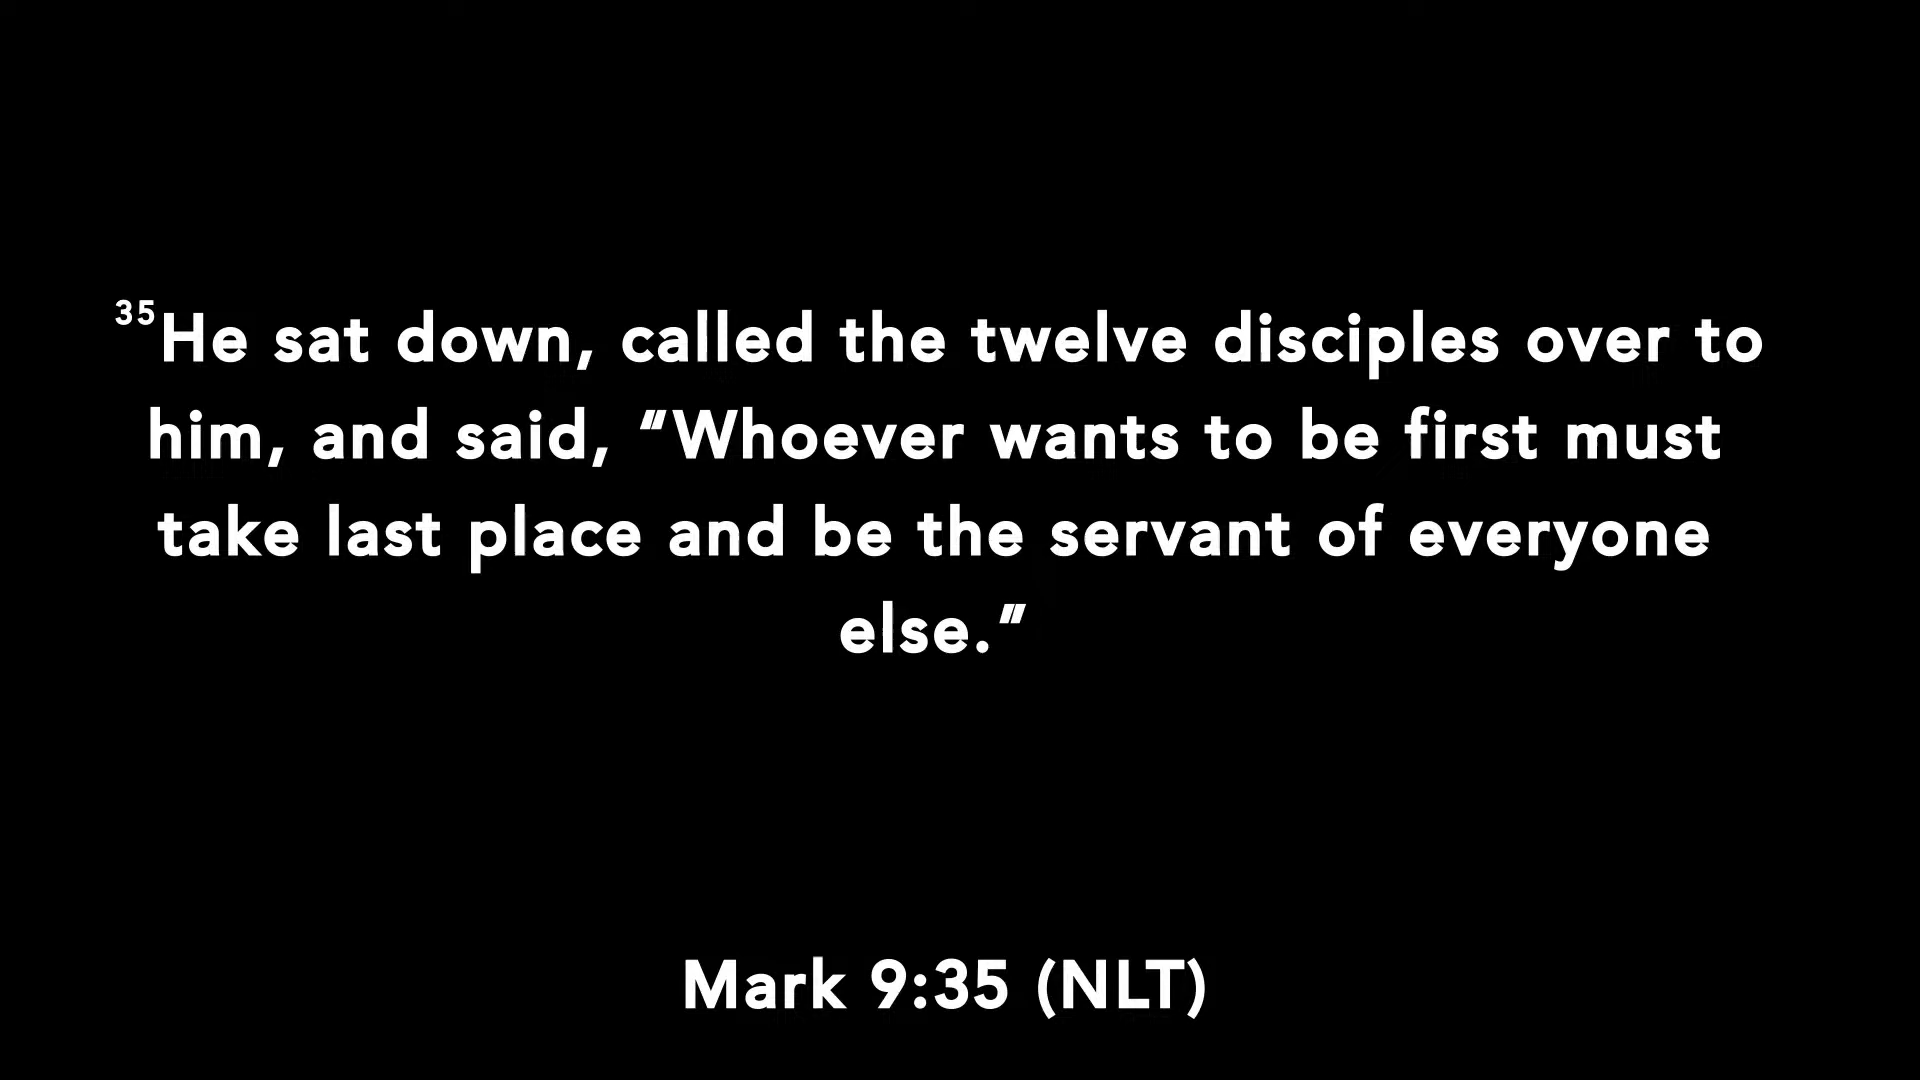 35He sat down, called the twelve disciples over to
him, and said, “Whoever wants to be first must
take last place and be the servant of everyone
else.”
Mark 9:35 (NLT)